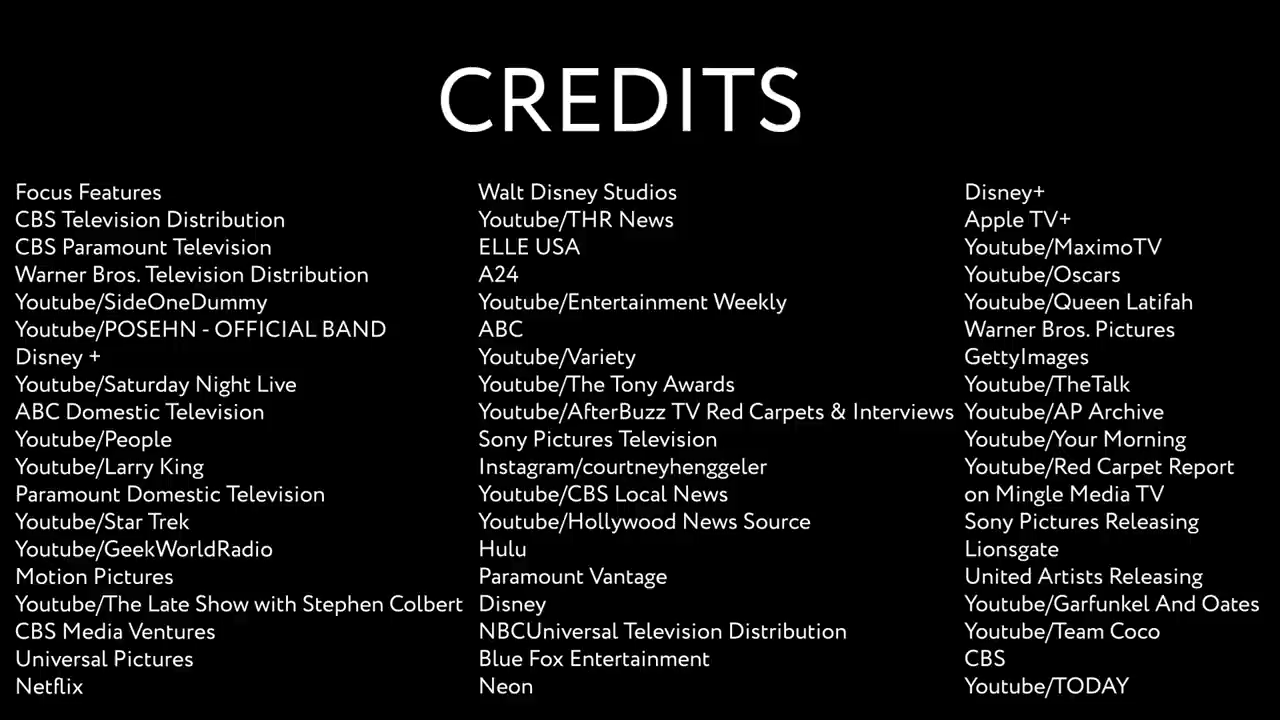 CREDITS
Focus Features
CBS Television Distribution
CBS Paramount Television
Warner Bros. Television Distribution
Youtube/SideOneDummy
Youtube/POSEHN - OFFICIAL BAND
Disney +
Youtube/Saturday Night Live
ABC Domestic Television
Youtube/People
Youtube/Larry King
Paramount Domestic Television
Youtube/Star Trek
Youtube/GeekWorldRadio
Motion Pictures
Youtube/The Late Show with Stephen Colbert
CBS Media Ventures
Universal Pictures
Netflix
Walt Disney Studios
Youtube/THR News
ELLE USA
A24
Youtube/Entertainment Weekly
ABC
Youtube/Variety
Youtube/The Tony Awards
Youtube/AfterBuzz TV Red Carpets & Interviews
Sony Pictures Television
Instagram/courtneyhenggeler
Youtube/CBS Local News
Youtube/Hollywood News Source
Hulu
Paramount Vantage
Disney
NBCUniversal Television Distribution
Blue Fox Entertainment
Neon
Disney+
Apple TV+
Youtube/MaximoTV
Youtube/Oscars
Youtube/Queen Latifah
Warner Bros. Pictures
GettyImages
Youtube/TheTalk
Youtube/AP Archive
Youtube/Your Morning
Youtube/Red Carpet Report
on Mingle Media TV
Sony Pictures Releasing
Lionsgate
United Artists Releasing
Youtube/Garfunkel And Oates
Youtube/Team Coco
CBS
Youtube/TODAY